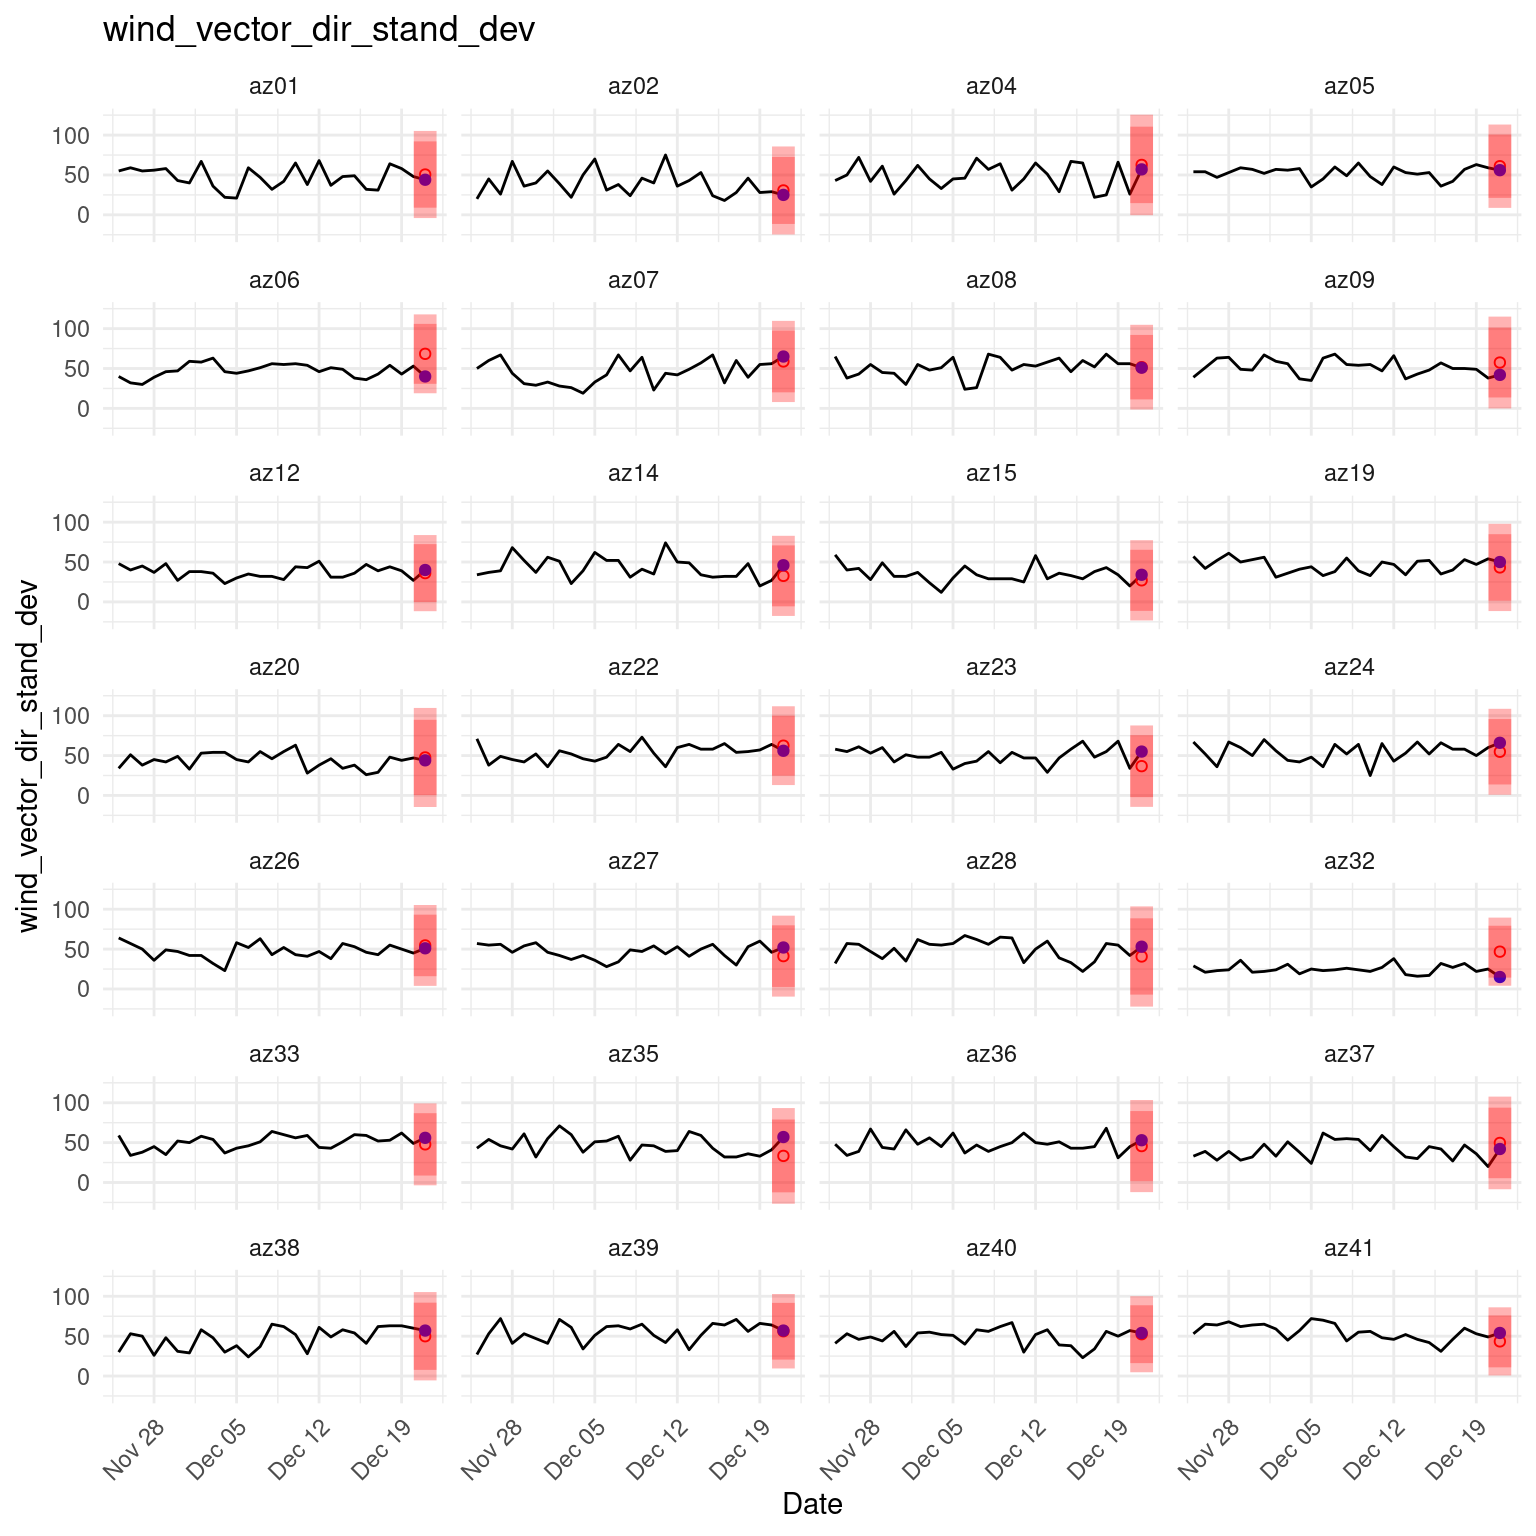 wind_vector_dir_stand_dev
az01 az02 az04 az05
100
50
0
az06 az07 az08 az09
100
50
0
az12 az14 az15 az19
100
50
0
az20 az22 az23 az24
100
50
0
az26 az27 az28 az32
100
50
0
az33 az35 az36 az37
100
50
0
az38 az39 az40 az41
100
50
0
wind_vector_dir_stand_dev
Nov 28 Dec 05 Dec 12 Dec 19 Nov 28 Dec 05 Dec 12 Dec 19 Nov 28 Dec 05 Dec 12 Dec 19 Nov 28 Dec 05 Dec 12 Dec 19
Date